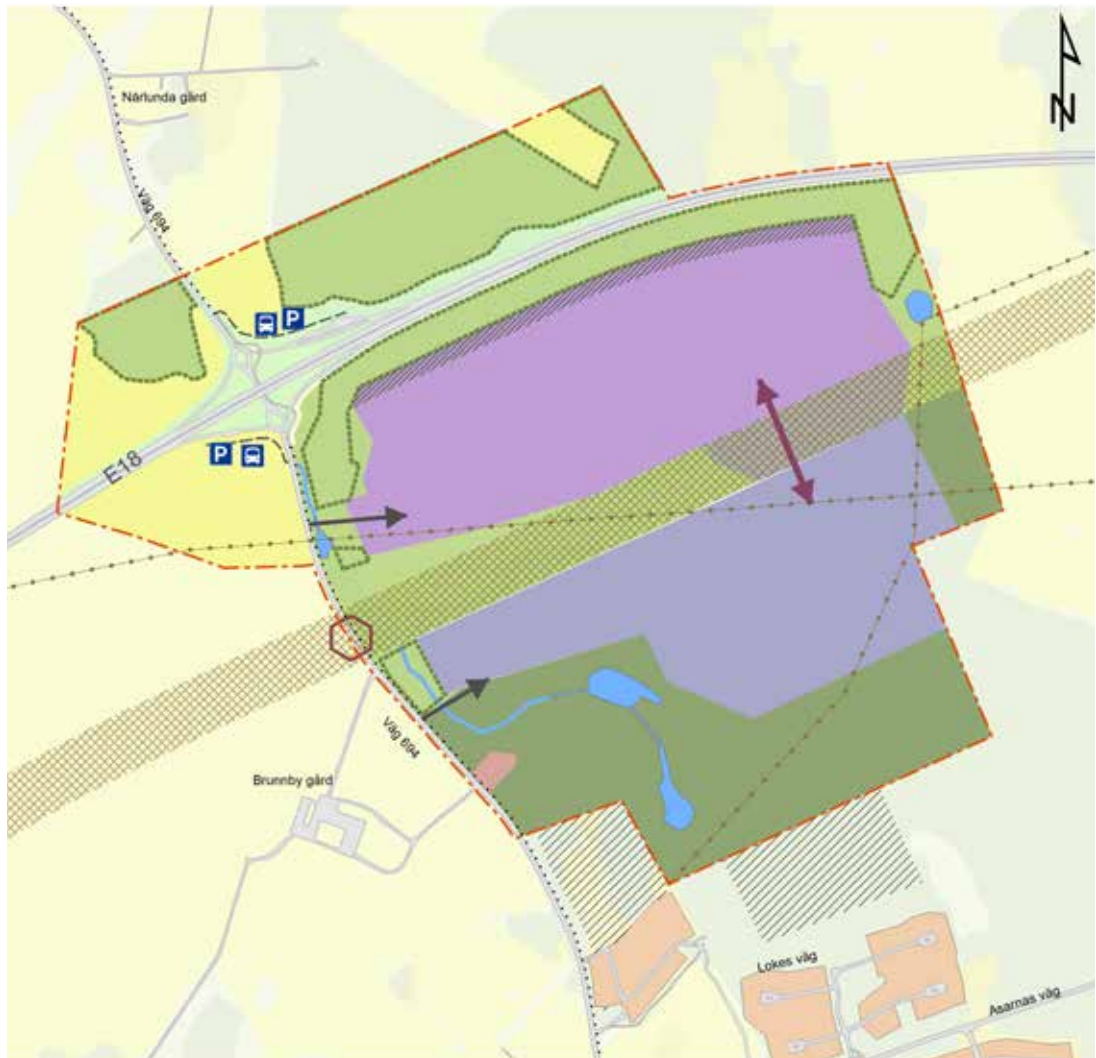 N
Närlunda gård
Väg 694
P
E18
P
Väg 694
Brunnby gård
Lokes väg
Asarnas väg